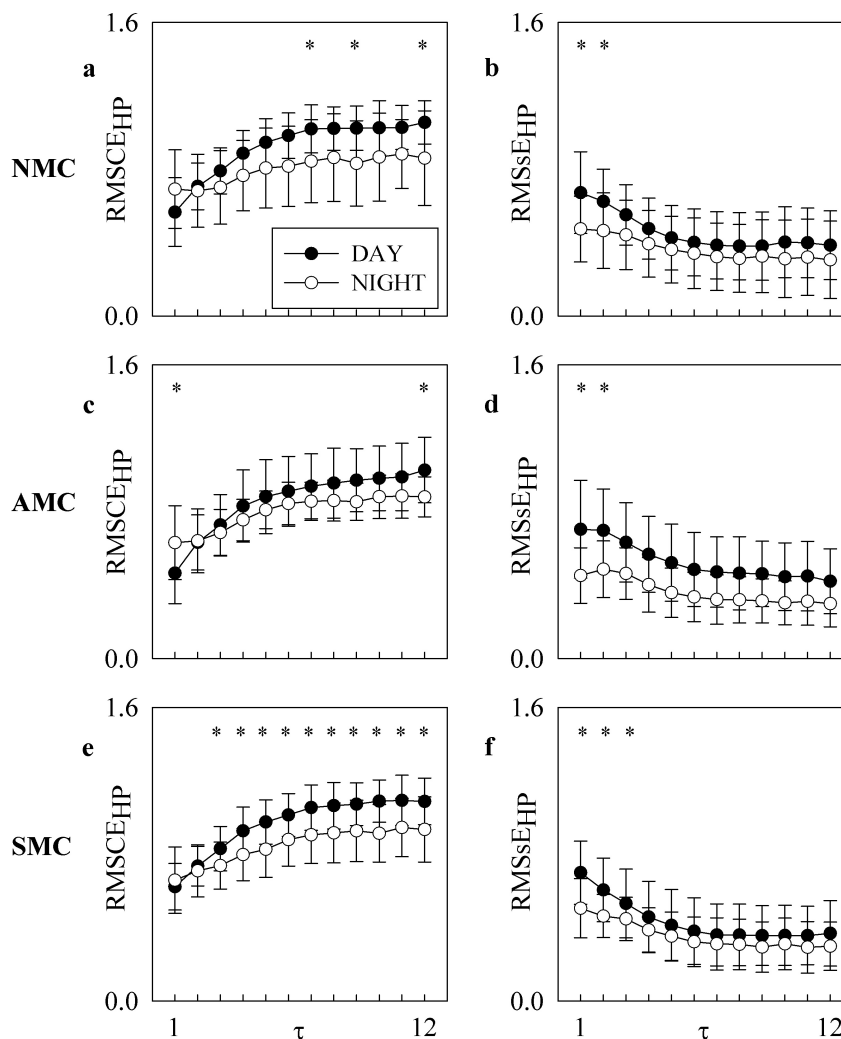 1.6
* * *
a
NMC
RMSCE_HP
DAY
NIGHT
0.0
1.6
* *
b
RMSsE_HP
0.0
1.6
* *
c
AMC
RMSCE_HP
0.0
1.6
* *
d
RMSsE_HP
0.0
1.6
* * * * * * * * * *
e
SMC
RMSCE_HP
0.0
1 τ 12
1.6
* * *
f
RMSsE_HP
0.0
1 τ 12